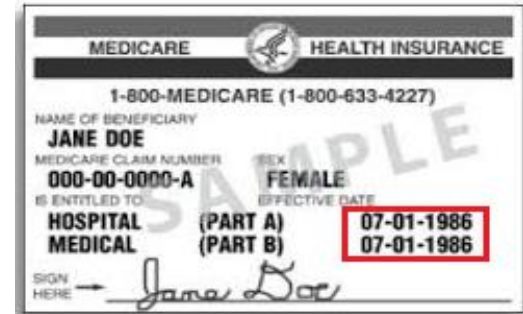 MEDICARE HEALTH INSURANCE
1-800-MEDICARE (1-800-633-4227)
NAME OF BENEFICIARY
JANE DOE
MEDICARE CLAIM NUMBER SEX
000-00-0000-A FEMALE
IS ENTITLED TO EFFECTIVE DATE
HOSPITAL (PART A) 07-01-1986
MEDICAL (PART B) 07-01-1986
SIGN
HERE Jane Doe
SAMPLE